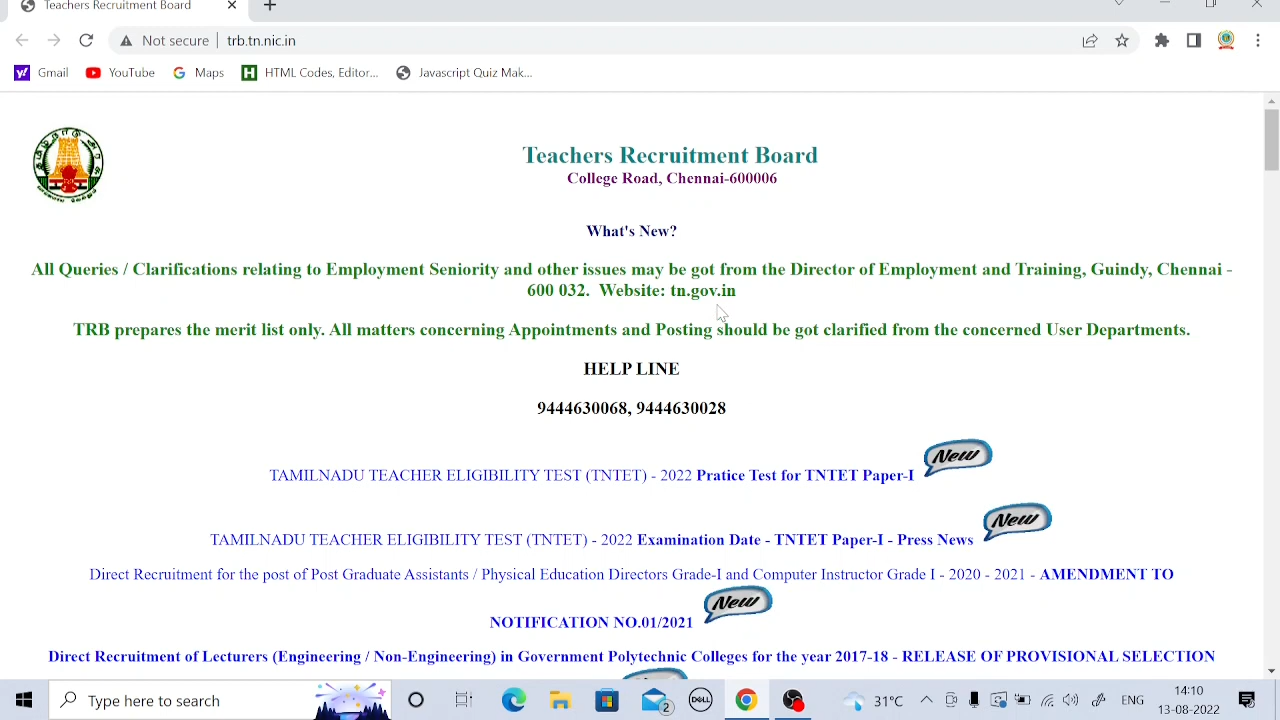 Teachers Recruitment Board
Not secure trb.tn.nic.in
Gmail YouTube Maps HTML Codes, Editor... Javascript Quiz Mak...
Teachers Recruitment Board
College Road, Chennai-600006
What's New?
All Queries / Clarifications relating to Employment Seniority and other issues may be got from the Director of Employment and Training, Guindy, Chennai -
600 032. Website: tn.gov.in
TRB prepares the merit list only. All matters concerning Appointments and Posting should be got clarified from the concerned User Departments.
HELP LINE
9444630068, 9444630028
TAMILNADU TEACHER ELIGIBILITY TEST (TNTET) - 2022 Pratice Test for TNTET Paper-I New
TAMILNADU TEACHER ELIGIBILITY TEST (TNTET) - 2022 Examination Date - TNTET Paper-I - Press News New
Direct Recruitment for the post of Post Graduate Assistants / Physical Education Directors Grade-I and Computer Instructor Grade I - 2020 - 2021 - AMENDMENT TO
NOTIFICATION NO.01/2021 New
Direct Recruitment of Lecturers (Engineering / Non-Engineering) in Government Polytechnic Colleges for the year 2017-18 - RELEASE OF PROVISIONAL SELECTION
Type here to search 2 DELL 31°C ENG 14:10
13-08-2022